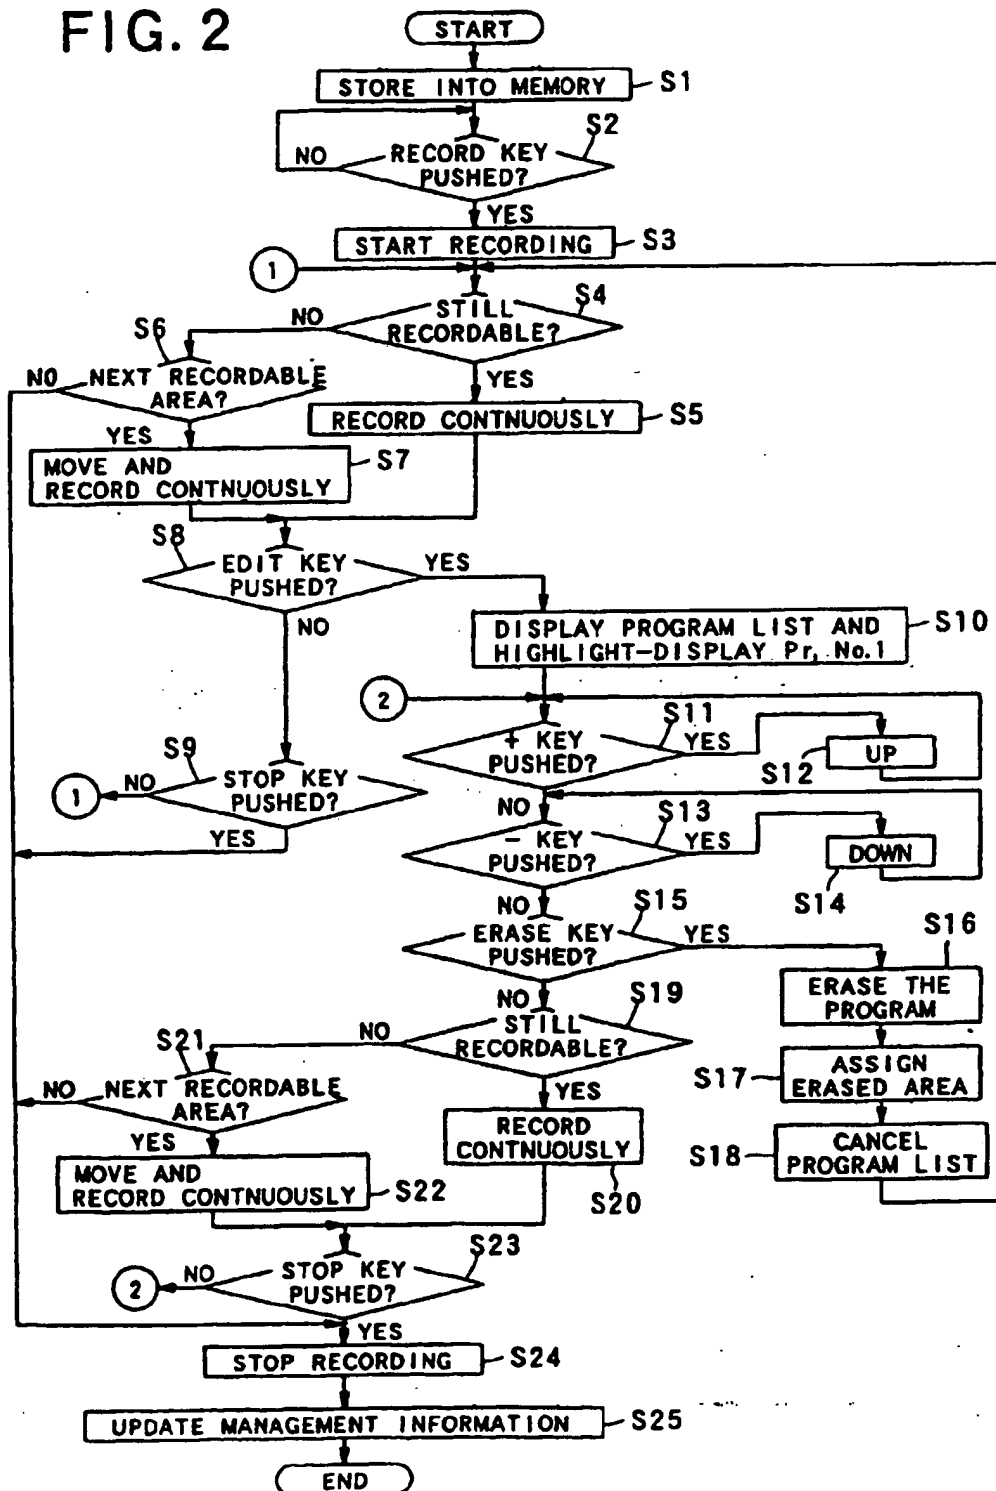 FIG. 2
START
STORE INTO MEMORY
S1
S2
NO
RECORD KEY
PUSHED?
YES
START RECORDING
S3
1
S4
STILL
RECORDABLE?
NO
S6
YES
NO
NEXT RECORDABLE
AREA?
RECORD CONTNUOUSLY
S5
YES
MOVE AND
RECORD CONTNUOUSLY
S7
S8
EDIT KEY
PUSHED?
YES
NO
DISPLAY PROGRAM LIST AND
HIGHLIGHT-DISPLAY Pr, No.1
S10
2
S11
+ KEY
PUSHED?
YES
UP
S12
S9
STOP KEY
PUSHED?
NO
1
YES
NO
S13
- KEY
PUSHED?
YES
DOWN
S14
NO
S15
ERASE KEY
PUSHED?
YES
S16
ERASE THE
PROGRAM
NO
S19
STILL
RECORDABLE?
NO
S21
NO
NEXT RECORDABLE
AREA?
YES
S17
ASSIGN
ERASED AREA
RECORD
CONTNUOUSLY
S20
S18
CANCEL
PROGRAM LIST
YES
MOVE AND
RECORD CONTNUOUSLY
S22
S23
STOP KEY
PUSHED?
NO
2
YES
STOP RECORDING
S24
UPDATE MANAGEMENT INFORMATION
S25
END